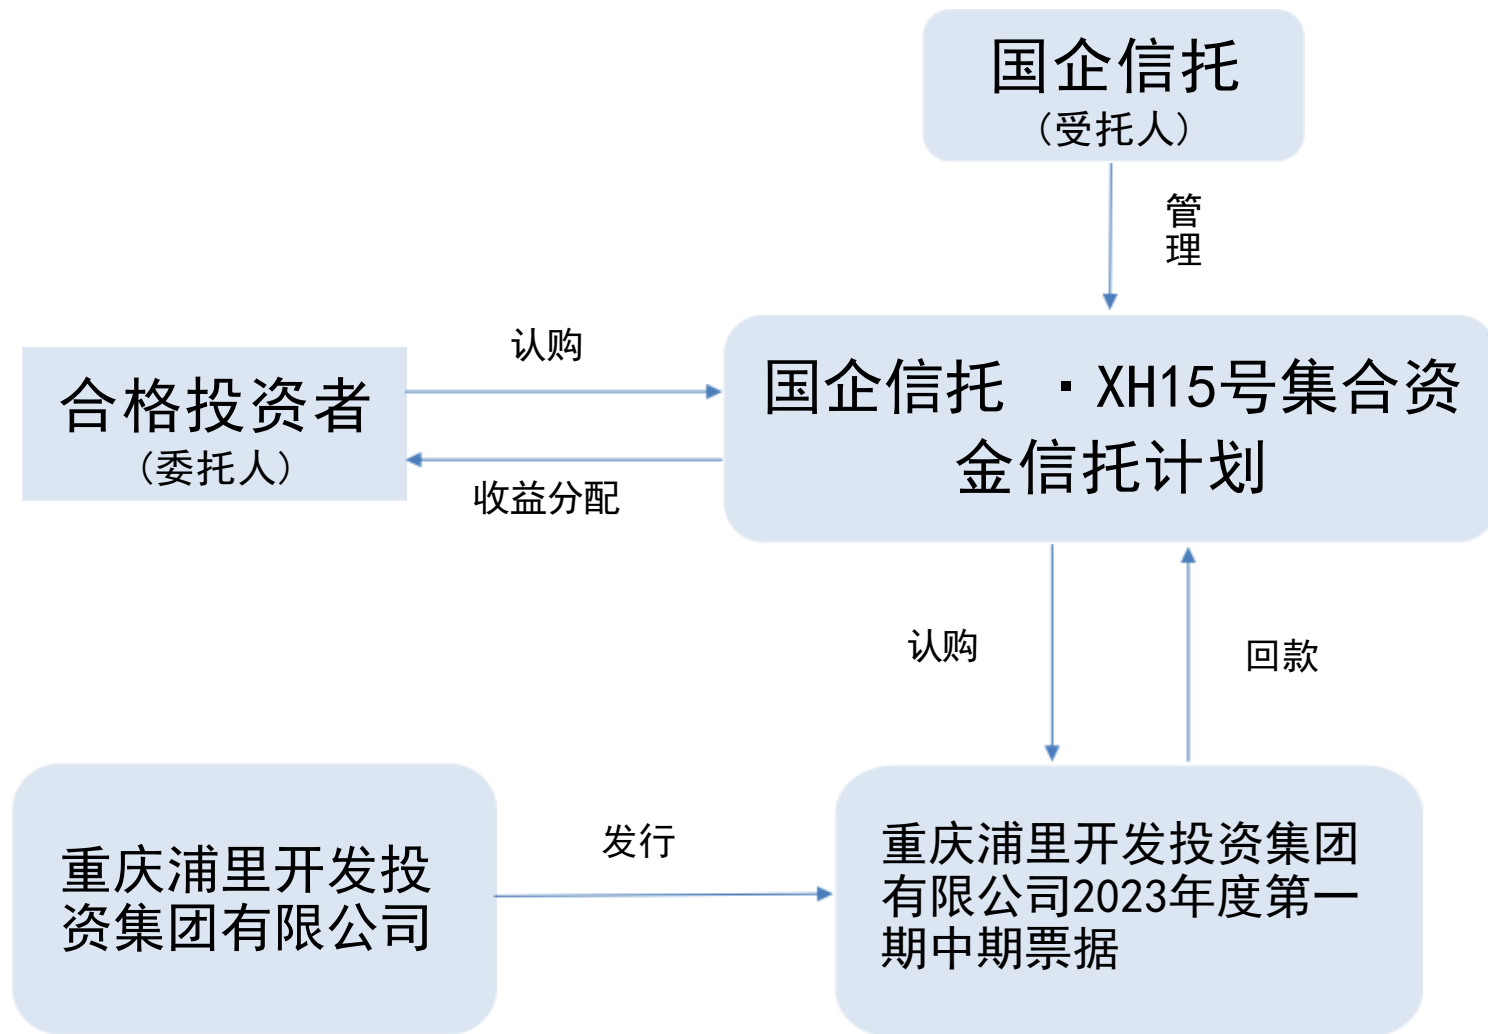 国企信托
（受托人）
管
理
认购
合格投资者
（委托人）
收益分配
国企信托 ·XH15号集合资
金信托计划
认购
回款
重庆浦里开发投
资集团有限公司
发行
重庆浦里开发投资集团
有限公司2023年度第一
期中期票据